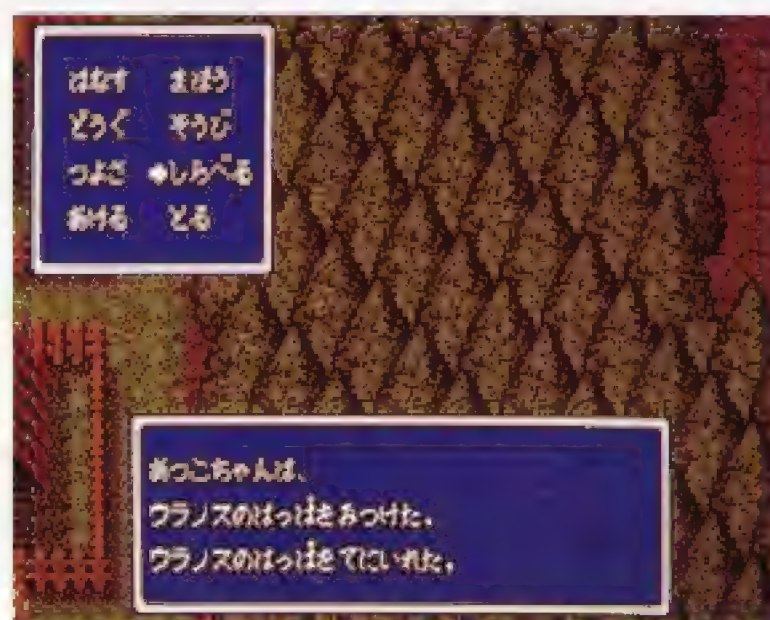 はなす まほう
どうぐ そうび
つよさ ◆しらべる
あける とる
あっこちゃんは、
ウラノスのはっぱをみつけた。
ウラノスのはっぱをてにいれた。